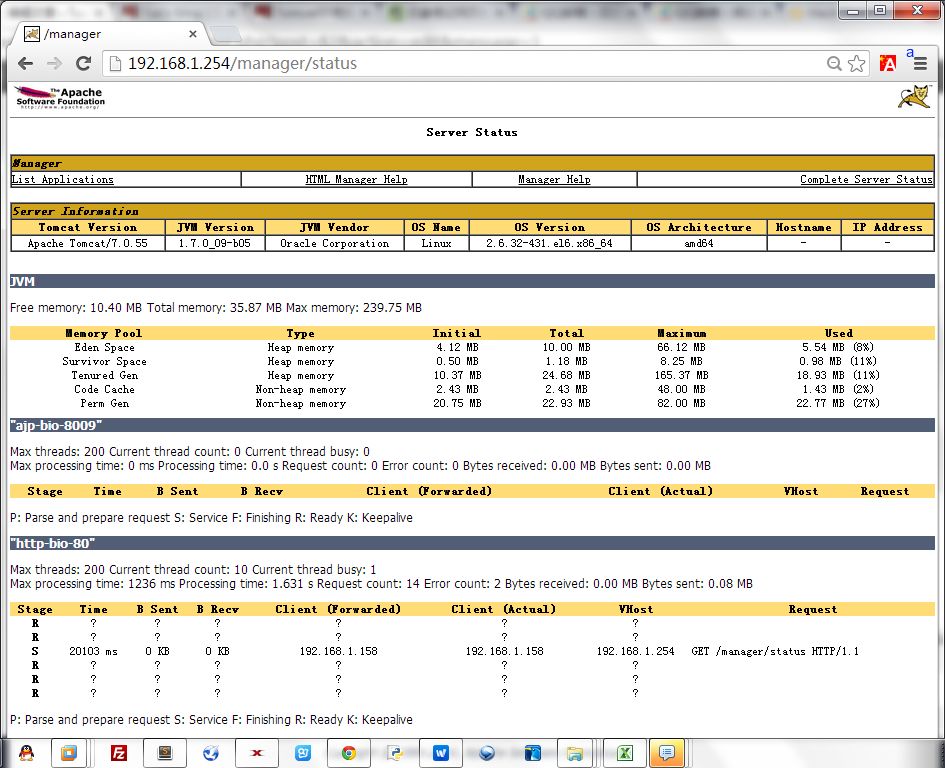 /manager
192.168.1.254/manager/status
a
The Apache
Software Foundation
http://www.apache.org/
Server Status
Manager
List Applications HTML Manager Help Manager Help Complete Server Status
Server Information
Tomcat Version JVM Version JVM Vendor OS Name OS Version OS Architecture Hostname IP Address
Apache Tomcat/7.0.55 1.7.0_09-b05 Oracle Corporation Linux 2.6.32-431.el6.x86_64 amd64 - -
JVM
Free memory: 10.40 MB Total memory: 35.87 MB Max memory: 239.75 MB
Memory Pool Type Initial Total Maximum Used
Eden Space Heap memory 4.12 MB 10.00 MB 66.12 MB 5.54 MB (8%)
Survivor Space Heap memory 0.50 MB 1.18 MB 8.25 MB 0.98 MB (11%)
Tenured Gen Heap memory 10.37 MB 24.68 MB 165.37 MB 18.93 MB (11%)
Code Cache Non-heap memory 2.43 MB 2.43 MB 48.00 MB 1.43 MB (2%)
Perm Gen Non-heap memory 20.75 MB 22.93 MB 82.00 MB 22.77 MB (27%)
"ajp-bio-8009"
Max threads: 200 Current thread count: 0 Current thread busy: 0
Max processing time: 0 ms Processing time: 0.0 s Request count: 0 Error count: 0 Bytes received: 0.00 MB Bytes sent: 0.00 MB
Stage Time B Sent B Recv Client (Forwarded) Client (Actual) VHost Request
P: Parse and prepare request S: Service F: Finishing R: Ready K: Keepalive
"http-bio-80"
Max threads: 200 Current thread count: 10 Current thread busy: 1
Max processing time: 1236 ms Processing time: 1.631 s Request count: 14 Error count: 2 Bytes received: 0.00 MB Bytes sent: 0.08 MB
Stage Time B Sent B Recv Client (Forwarded) Client (Actual) VHost Request
R ? ? ? ? ? ?
R ? ? ? ? ? ?
S 20103 ms 0 KB 0 KB 192.168.1.158 192.168.1.158 192.168.1.254 GET /manager/status HTTP/1.1
R ? ? ? ? ? ?
R ? ? ? ? ? ?
R ? ? ? ? ? ?
P: Parse and prepare request S: Service F: Finishing R: Ready K: Keepalive